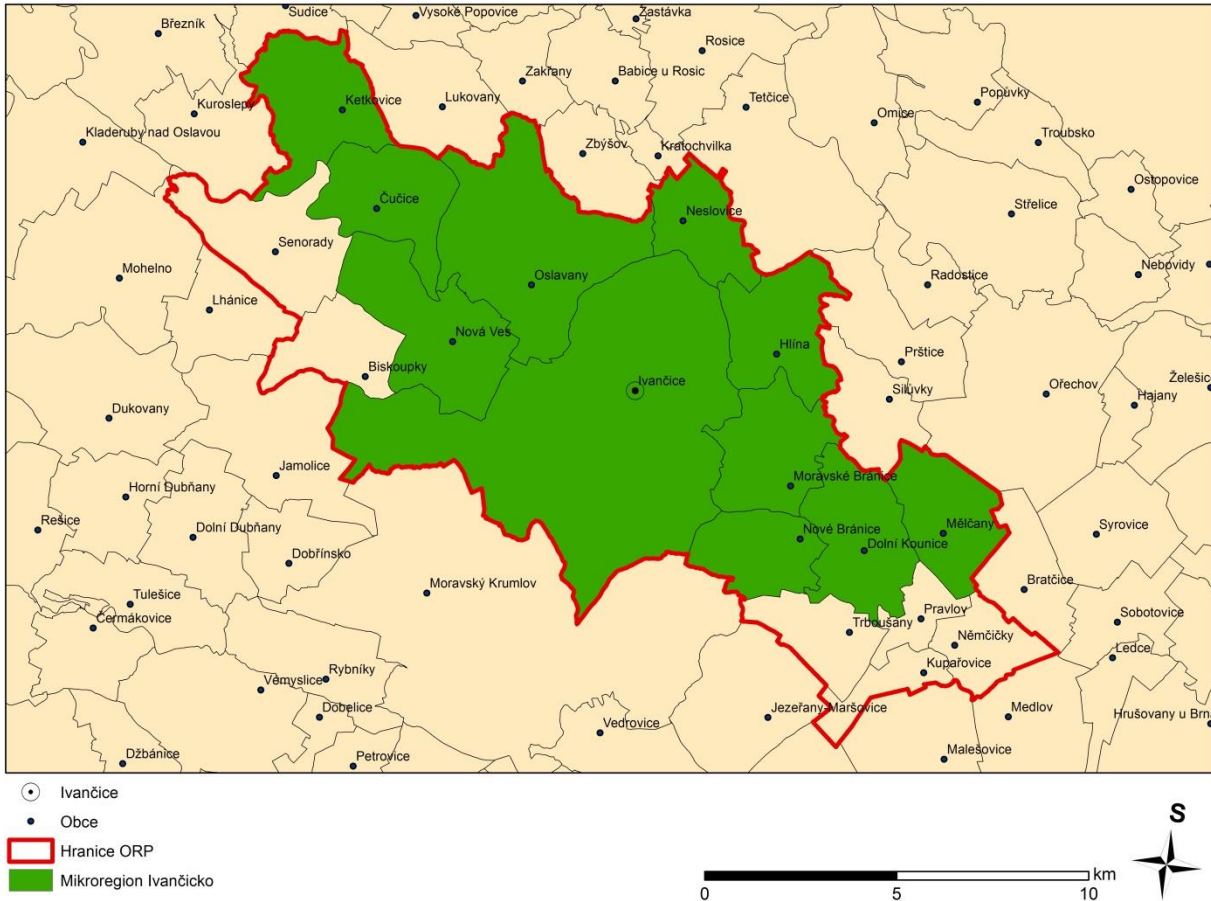 Březník
Sudice
Vysoké Popovice
Zastávka
Rosice
Zakřany
Babice u Rosic
Tetčice
Popůvky
Kuroslepy
Ketkovice
Lukovany
Omice
Kladeruby nad Oslavou
Troubsko
Zbýšov
Kratochvilka
Ostopovice
Čučice
Neslovice
Střelice
Senorady
Mohelno
Oslavany
Radostice
Nebovidy
Lhánice
Nová Ves
Hlína
Prštice
Biskoupky
Ivančice
Silůvky
Ořechov
Želešice
Hajany
Dukovany
Jamolice
Moravské Bránice
Horní Dubňany
Rešice
Dolní Dubňany
Nové Bránice
Mělčany
Syrovice
Dolní Kounice
Dobřínsko
Moravský Krumlov
Bratčice
Tulešice
Čermákovice
Pravlov
Trboušany
Sobotovice
Němčičky
Ledce
Kupařovice
Rybníky
Vémyslice
Dobelice
Jezeřany-Maršovice
Medlov
Hrušovany u Brna
Vedrovice
Džbánice
Petrovice
Malešovice
Ivančice
Obce
Hranice ORP
Mikroregion Ivančicko
S
km
0 5 10